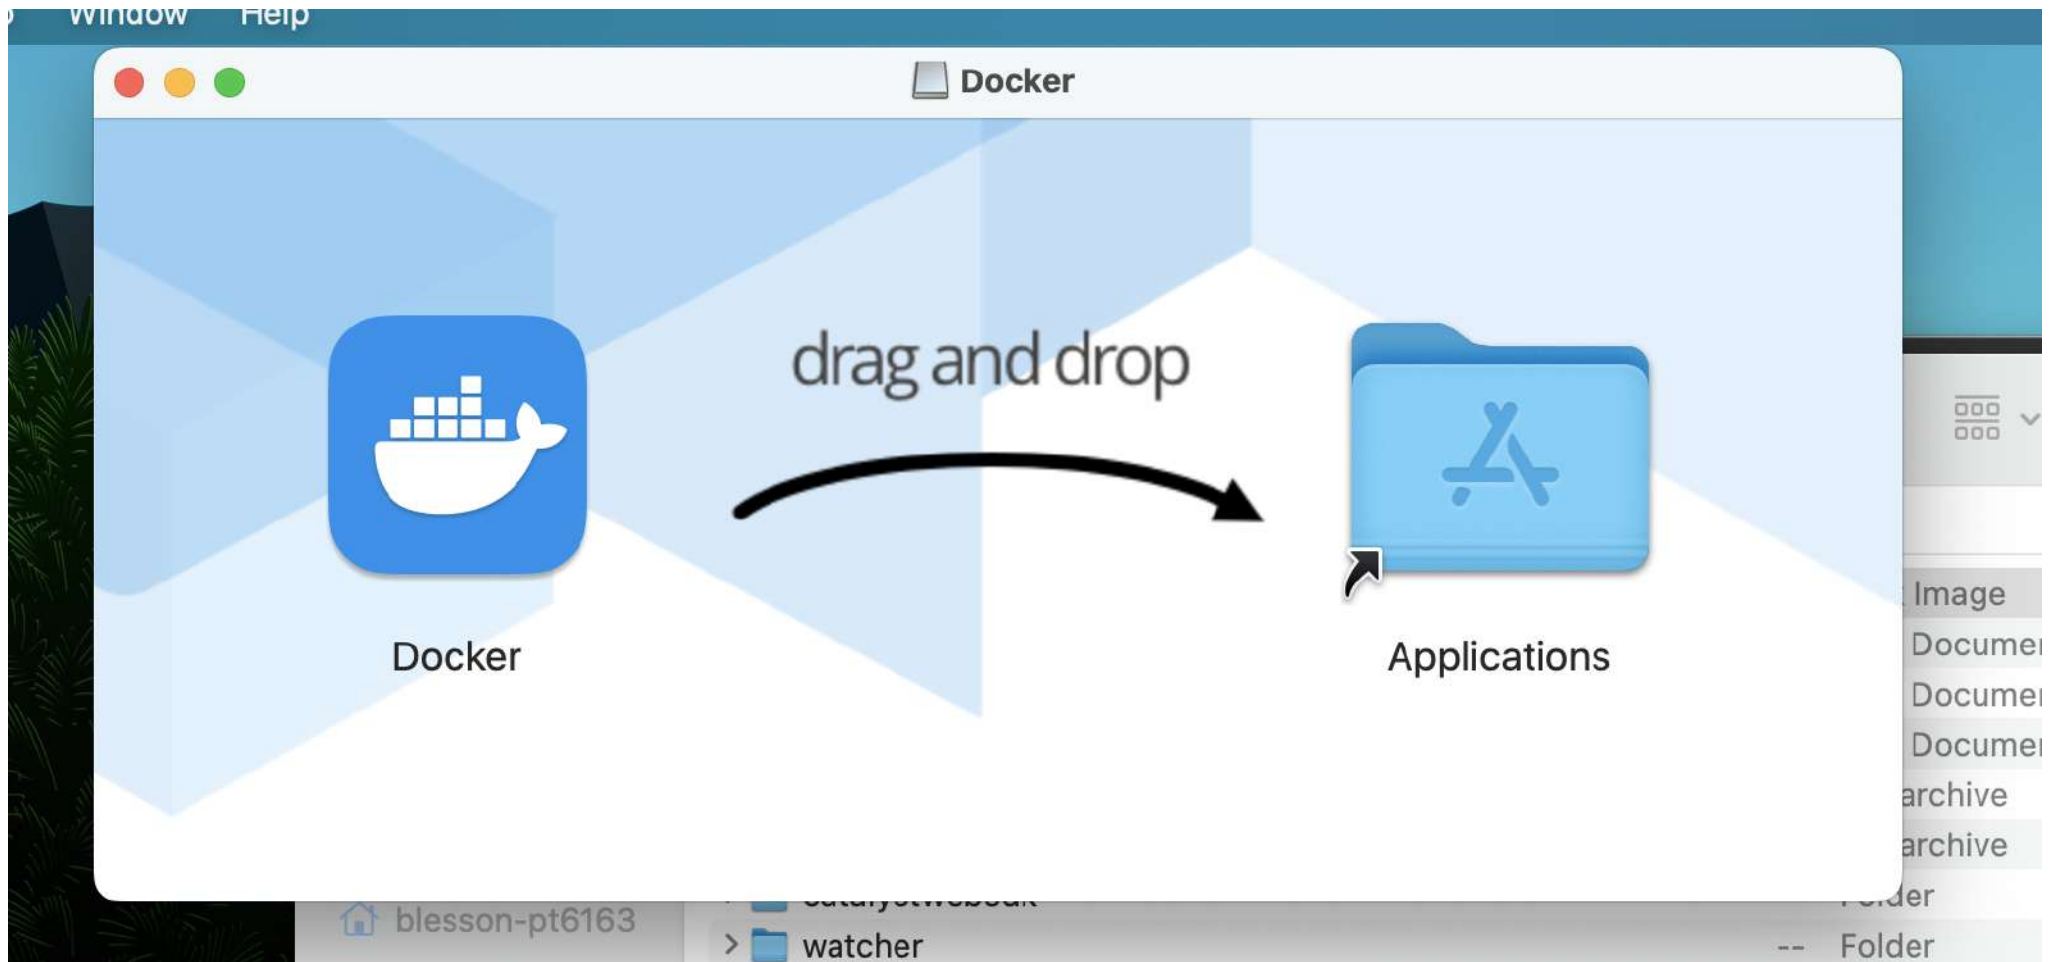 Window Help
Docker
drag and drop
Docker
Applications
Image
archive
archive
blesson-pt6163
watcher -- Folder